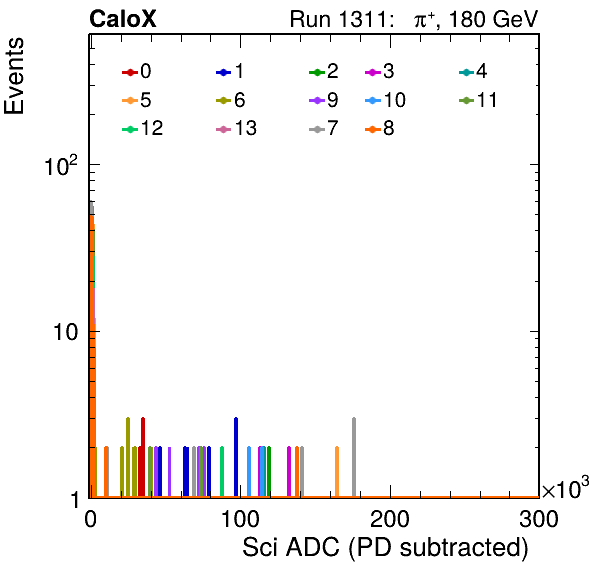 CaloX Run 1311: π⁺, 180 GeV
Events
0 1 2 3 4
5 6 9 10 11
12 13 7 8
10²
10
1
0 100 200 300
×10³
Sci ADC (PD subtracted)